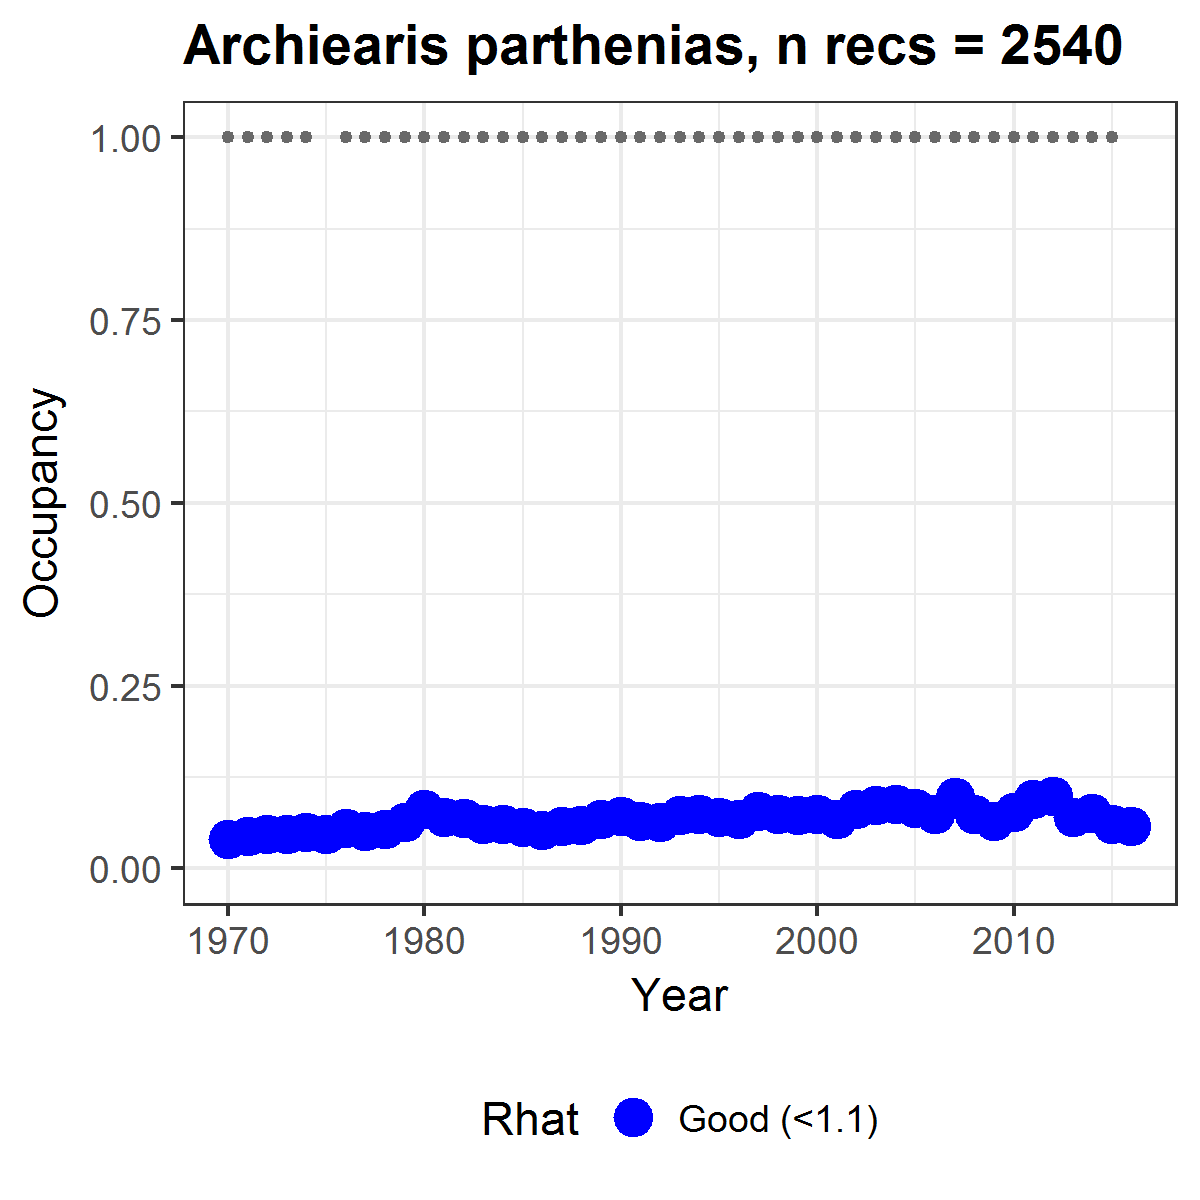 Archiearis parthenias, n recs = 2540
1.00
0.75
0.50
0.25
0.00
Occupancy
1970 1980 1990 2000 2010
Year
Rhat Good (<1.1)